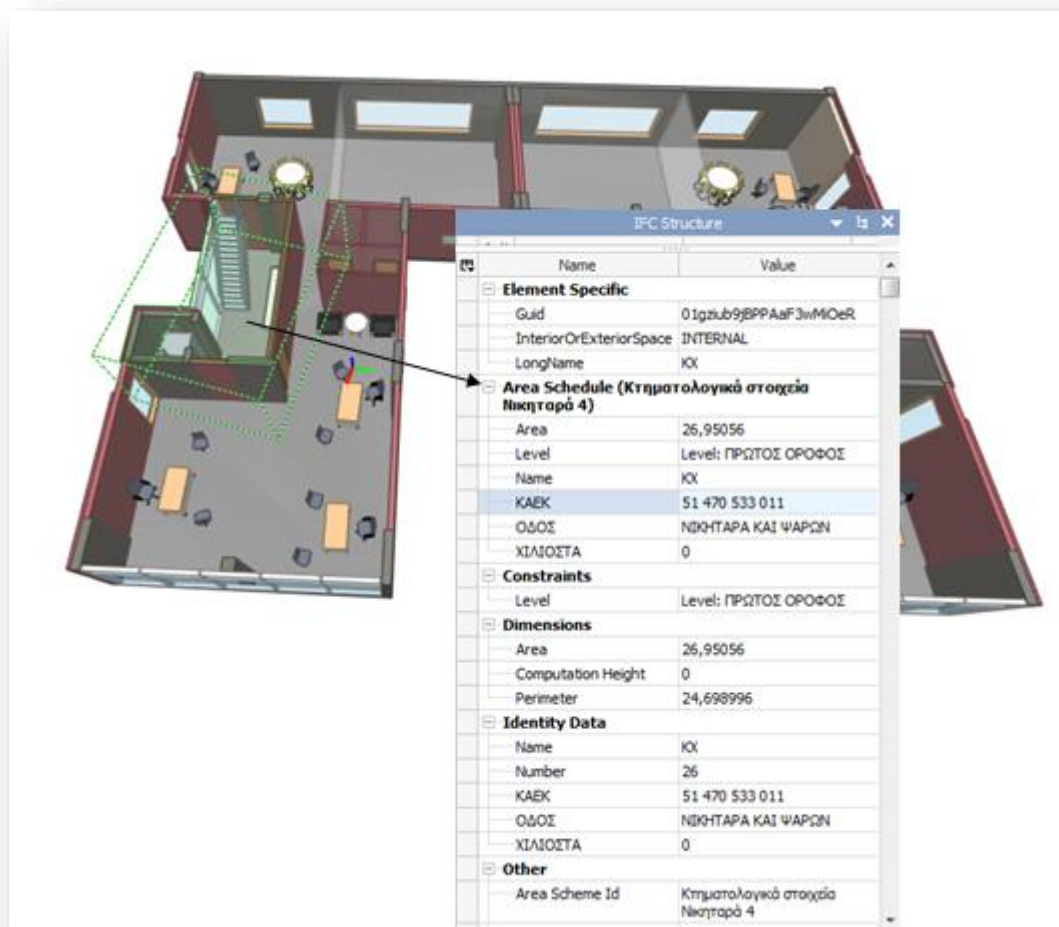 IFC Structure
Name Value
Element Specific
Guid 01gziub9jBPPAaF3wMiOeR
InteriorOrExteriorSpace INTERNAL
LongName ΚΧ
Area Schedule (Κτηματολογικά στοιχεία
Νικηταρά 4)
Area 26,95056
Level Level: ΠΡΩΤΟΣ ΟΡΟΦΟΣ
Name ΚΧ
ΚΑΕΚ 51 470 533 011
ΟΔΟΣ ΝΙΚΗΤΑΡΑ ΚΑΙ ΨΑΡΩΝ
ΧΙΛΙΟΣΤΑ 0
Constraints
Level Level: ΠΡΩΤΟΣ ΟΡΟΦΟΣ
Dimensions
Area 26,95056
Computation Height 0
Perimeter 24,698996
Identity Data
Name ΚΧ
Number 26
ΚΑΕΚ 51 470 533 011
ΟΔΟΣ ΝΙΚΗΤΑΡΑ ΚΑΙ ΨΑΡΩΝ
ΧΙΛΙΟΣΤΑ 0
Other
Area Scheme Id Κτηματολογικά στοιχεία
Νικηταρά 4